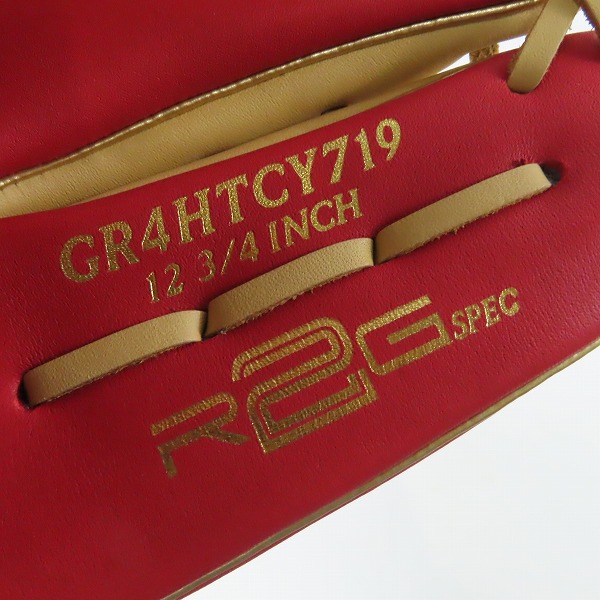 GR4HTCY719
12 3/4 INCH
R2G SPEC